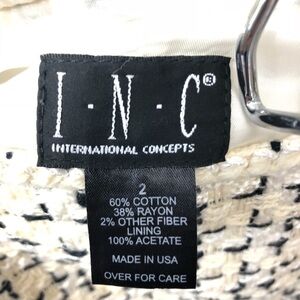 I·N·C®
INTERNATIONAL CONCEPTS
2
60% COTTON
38% RAYON
2% OTHER FIBER
LINING
100% ACETATE
MADE IN USA
OVER FOR CARE